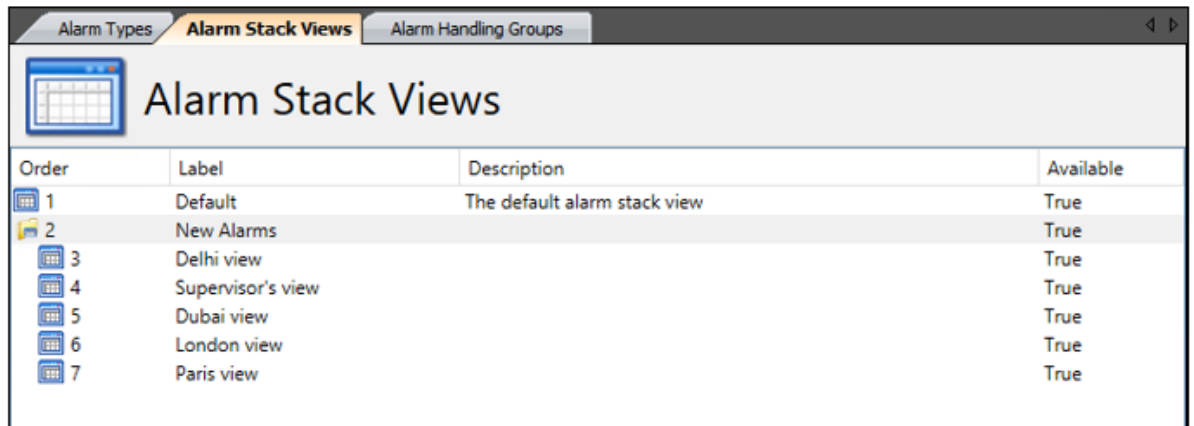 Alarm Types Alarm Stack Views Alarm Handling Groups
Alarm Stack Views
Order Label Description Available
1 Default The default alarm stack view True
2 New Alarms True
3 Delhi view True
4 Supervisor's view True
5 Dubai view True
6 London view True
7 Paris view True